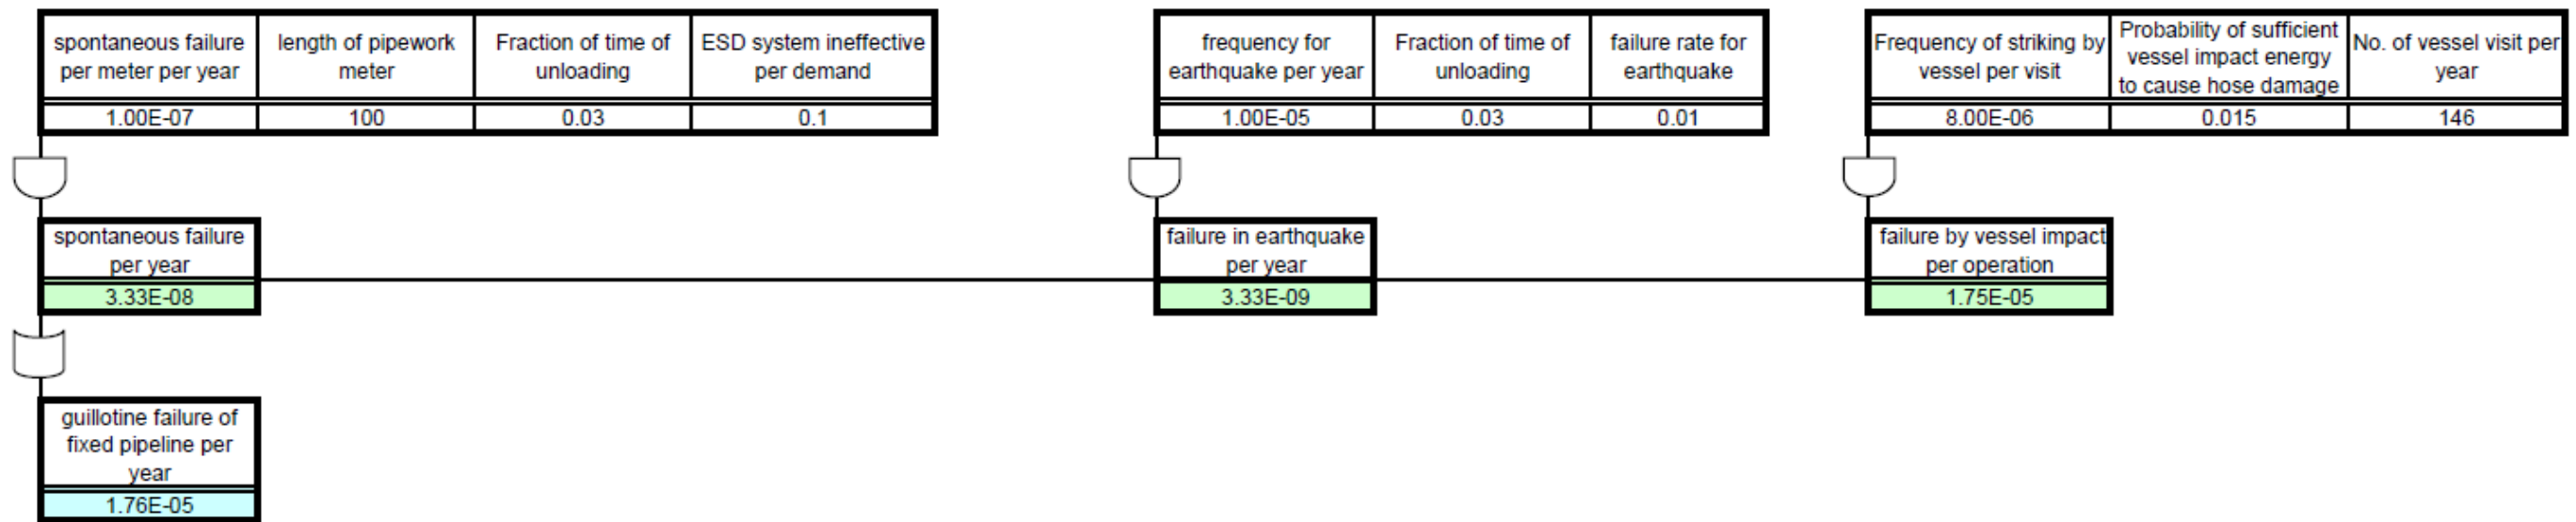 spontaneous failure
per meter per year
length of pipework
meter
Fraction of time of
unloading
ESD system ineffective
per demand
1.00E-07
100
0.03
0.1
frequency for
earthquake per year
Fraction of time of
unloading
failure rate for
earthquake
1.00E-05
0.03
0.01
Frequency of striking by
vessel per visit
Probability of sufficient
vessel impact energy
to cause hose damage
No. of vessel visit per
year
8.00E-06
0.015
146
spontaneous failure
per year
3.33E-08
failure in earthquake
per year
3.33E-09
failure by vessel impact
per operation
1.75E-05
guillotine failure of
fixed pipeline per
year
1.76E-05